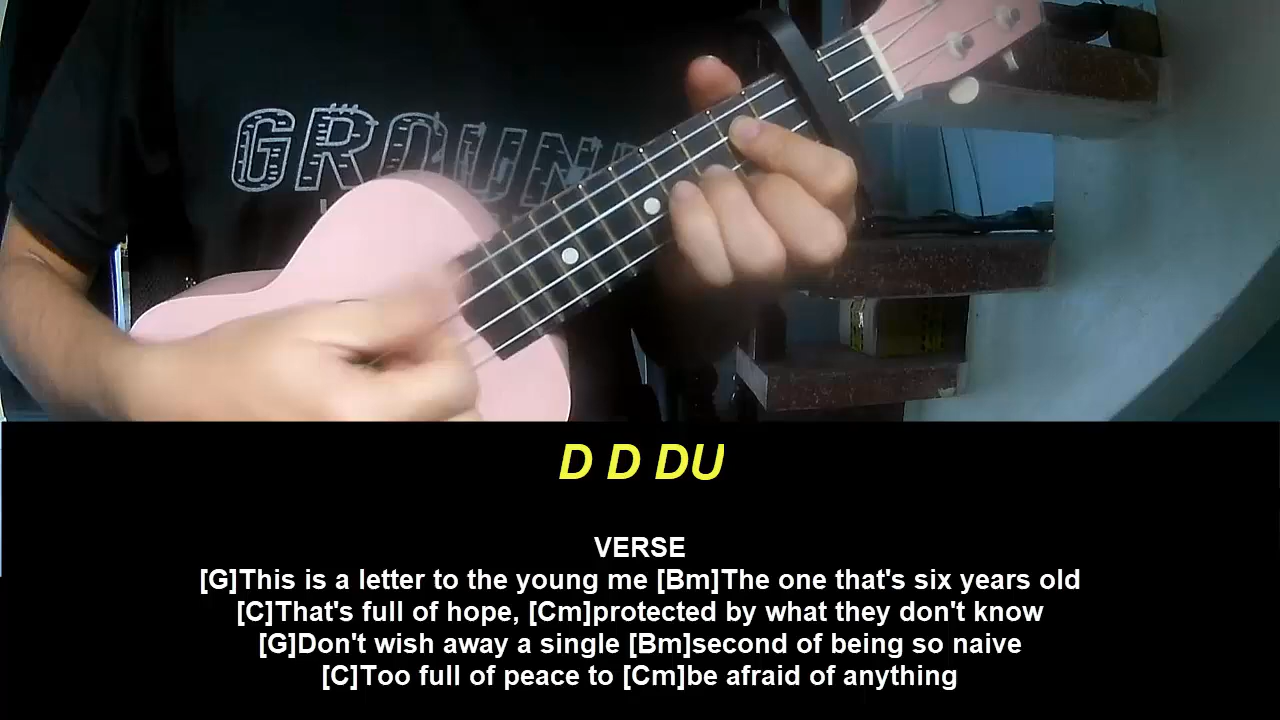 GROUN
D D DU
VERSE
[G]This is a letter to the young me [Bm]The one that's six years old
[C]That's full of hope, [Cm]protected by what they don't know
[G]Don't wish away a single [Bm]second of being so naive
[C]Too full of peace to [Cm]be afraid of anything